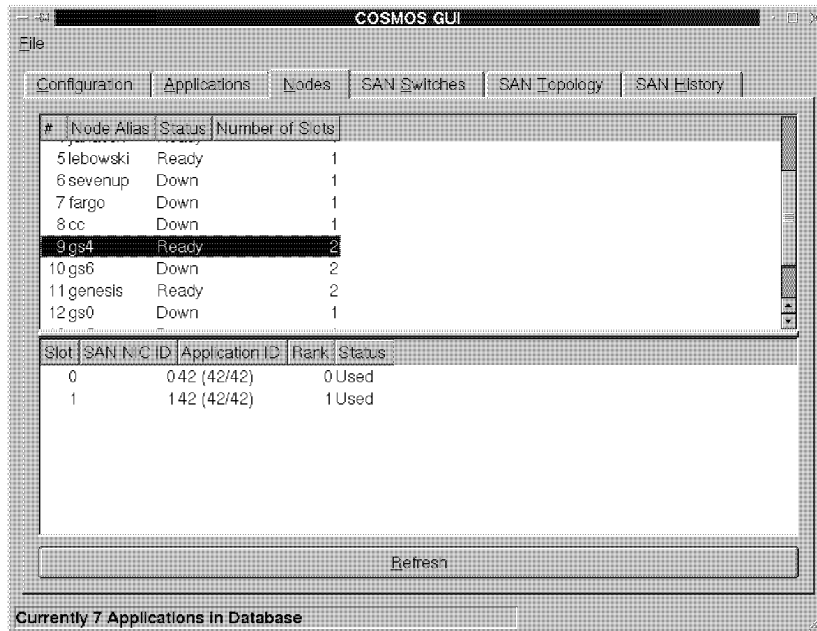 COSMOS GUI
File
Configuration Applications Nodes SAN Switches SAN Topology SAN History
# Node Alias Status Number of Slots
5 lebowski Ready 1
6 sevenup Down 1
7 fargo Down 1
8 cc Down 1
9 gs4 Ready 2
10 gs6 Down 2
11 genesis Ready 2
12 gs0 Down 1
Slot SAN NIC ID Application ID Rank Status
0 0 42 (42/42) 0 Used
1 1 42 (42/42) 1 Used
Refresh
Currently 7 Applications in Database